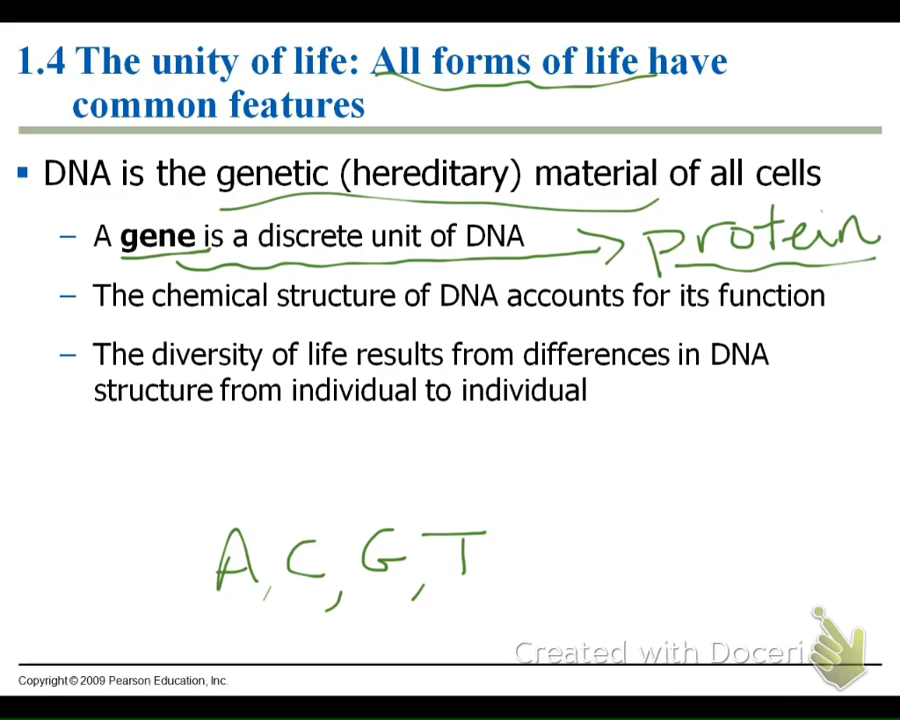 1.4 The unity of life: All forms of life have
common features
▪ DNA is the genetic (hereditary) material of all cells
– A gene is a discrete unit of DNA > protein
– The chemical structure of DNA accounts for its function
– The diversity of life results from differences in DNA
structure from individual to individual
A, C, G, T
Created with Doceri
Copyright © 2009 Pearson Education, Inc.